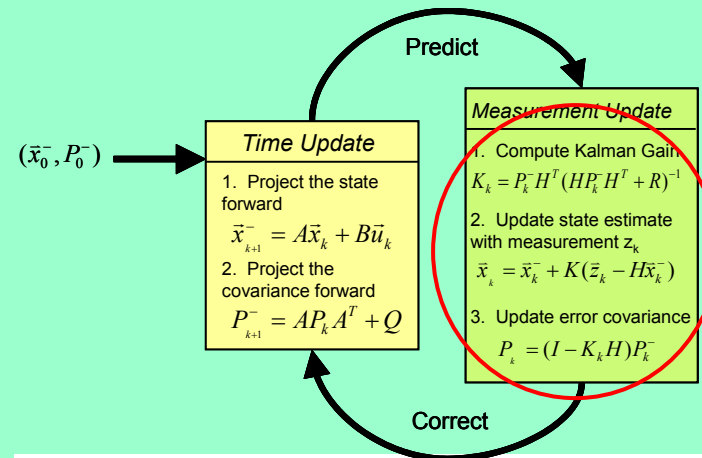 Predict
(x⃗₀⁻, P₀⁻)
Time Update
1. Project the state
forward
x⃗ₖ₊₁⁻ = Ax⃗ₖ + Bu⃗ₖ
2. Project the
covariance forward
Pₖ₊₁⁻ = APₖAᵀ + Q
Measurement Update
1. Compute Kalman Gain
Kₖ = Pₖ⁻Hᵀ(HPₖ⁻Hᵀ + R)⁻¹
2. Update state estimate
with measurement zₖ
x⃗ₖ = x⃗ₖ⁻ + K(z⃗ₖ − Hx⃗ₖ⁻)
3. Update error covariance
Pₖ = (I − KₖH)Pₖ⁻
Correct